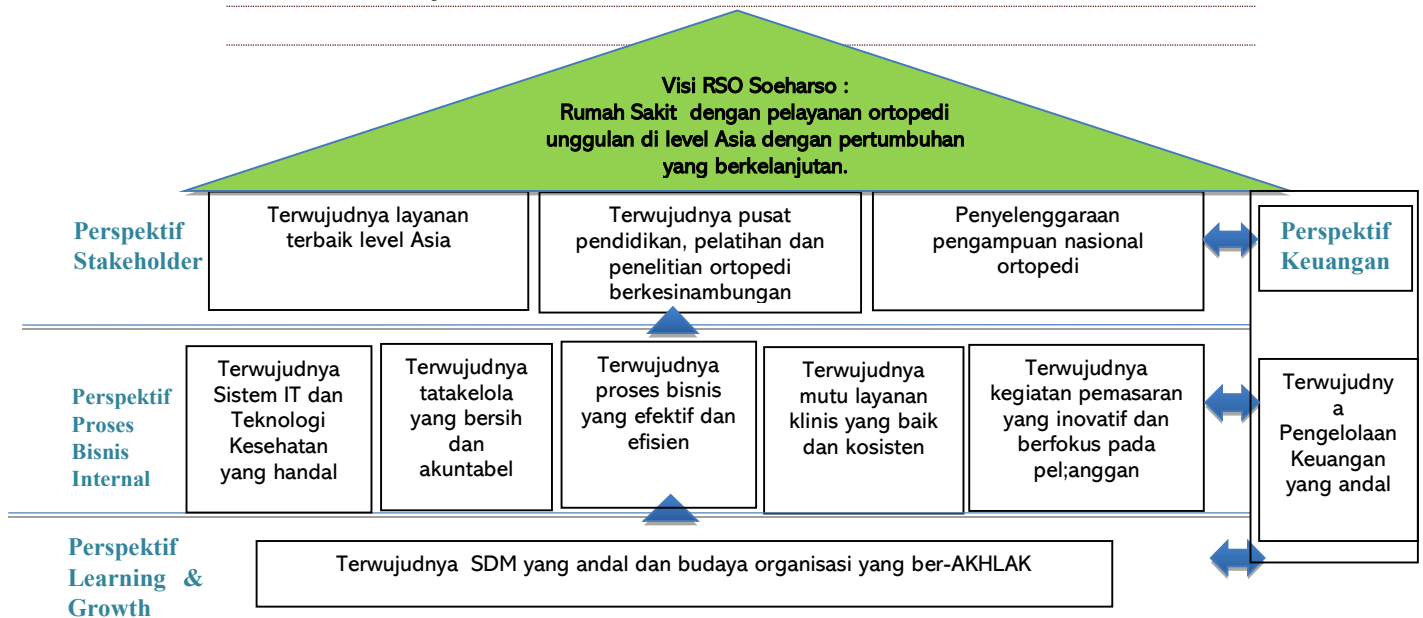 Visi RSO Soeharso :
Rumah Sakit dengan pelayanan ortopedi
unggulan di level Asia dengan pertumbuhan
yang berkelanjutan.
Perspektif
Stakeholder
Terwujudnya layanan
terbaik level Asia
Terwujudnya pusat
pendidikan, pelatihan dan
penelitian ortopedi
berkesinambungan
Penyelenggaraan
pengampuan nasional
ortopedi
Perspektif
Keuangan
Perspektif
Proses
Bisnis
Internal
Terwujudnya
Sistem IT dan
Teknologi
Kesehatan
yang handal
Terwujudnya
tatakelola
yang bersih
dan
akuntabel
Terwujudnya
proses bisnis
yang efektif dan
efisien
Terwujudnya
mutu layanan
klinis yang baik
dan kosisten
Terwujudnya
kegiatan pemasaran
yang inovatif dan
berfokus pada
pel;anggan
Terwujudny
a
Pengelolaan
Keuangan
yang andal
Perspektif
Learning &
Growth
Terwujudnya SDM yang andal dan budaya organisasi yang ber-AKHLAK